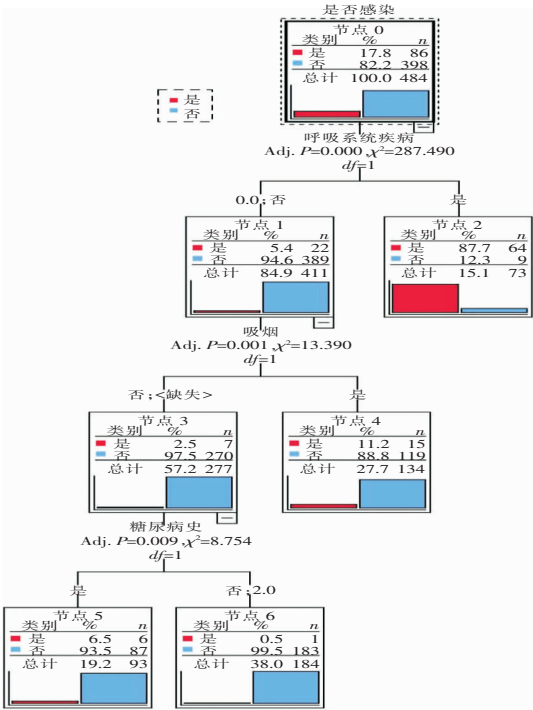 是否感染
节点 0
类别 % n
是 17.8 86
否 82.2 398
总计 100.0 484
是
否
呼吸系统疾病
Adj. P=0.000,χ²=287.490
df=1
0.0;否
是
节点 1
类别 % n
是 5.4 22
否 94.6 389
总计 84.9 411
节点 2
类别 % n
是 87.7 64
否 12.3 9
总计 15.1 73
吸烟
Adj. P=0.001,χ²=13.390
df=1
否;<缺失>
是
节点 3
类别 % n
是 2.5 7
否 97.5 270
总计 57.2 277
节点 4
类别 % n
是 11.2 15
否 88.8 119
总计 27.7 134
糖尿病史
Adj. P=0.009,χ²=8.754
df=1
是
否;2.0
节点 5
类别 % n
是 6.5 6
否 93.5 87
总计 19.2 93
节点 6
类别 % n
是 0.5 1
否 99.5 183
总计 38.0 184